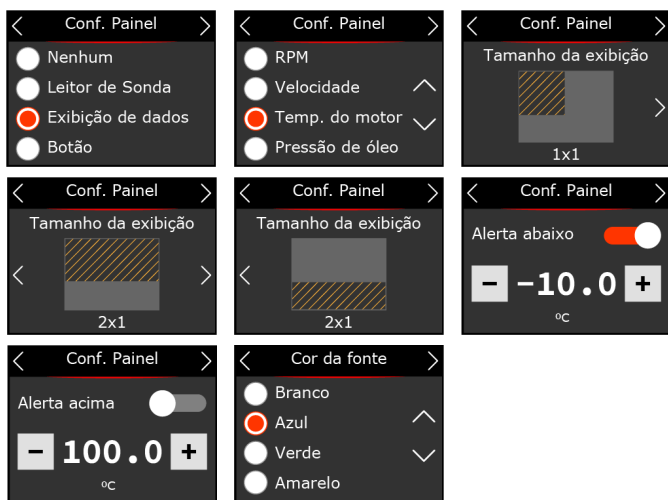 Conf. Painel
Nenhum
Leitor de Sonda
Exibição de dados
Botão
Conf. Painel
RPM
Velocidade
Temp. do motor
Pressão de óleo
Conf. Painel
Tamanho da exibição
1x1
Conf. Painel
Tamanho da exibição
2x1
Conf. Painel
Tamanho da exibição
2x1
Conf. Painel
Alerta abaixo
- -10.0 +
ºC
Conf. Painel
Alerta acima
- 100.0 +
ºC
Cor da fonte
Branco
Azul
Verde
Amarelo